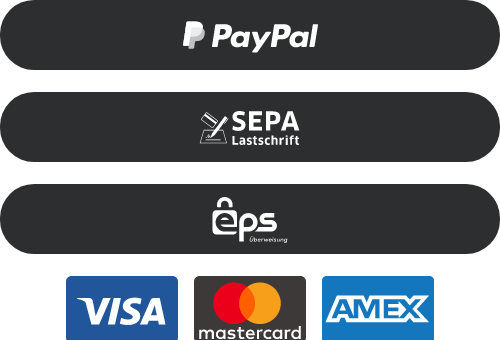 PayPal
SEPA
Lastschrift
eps
Überweisung
VISA
mastercard
AMEX